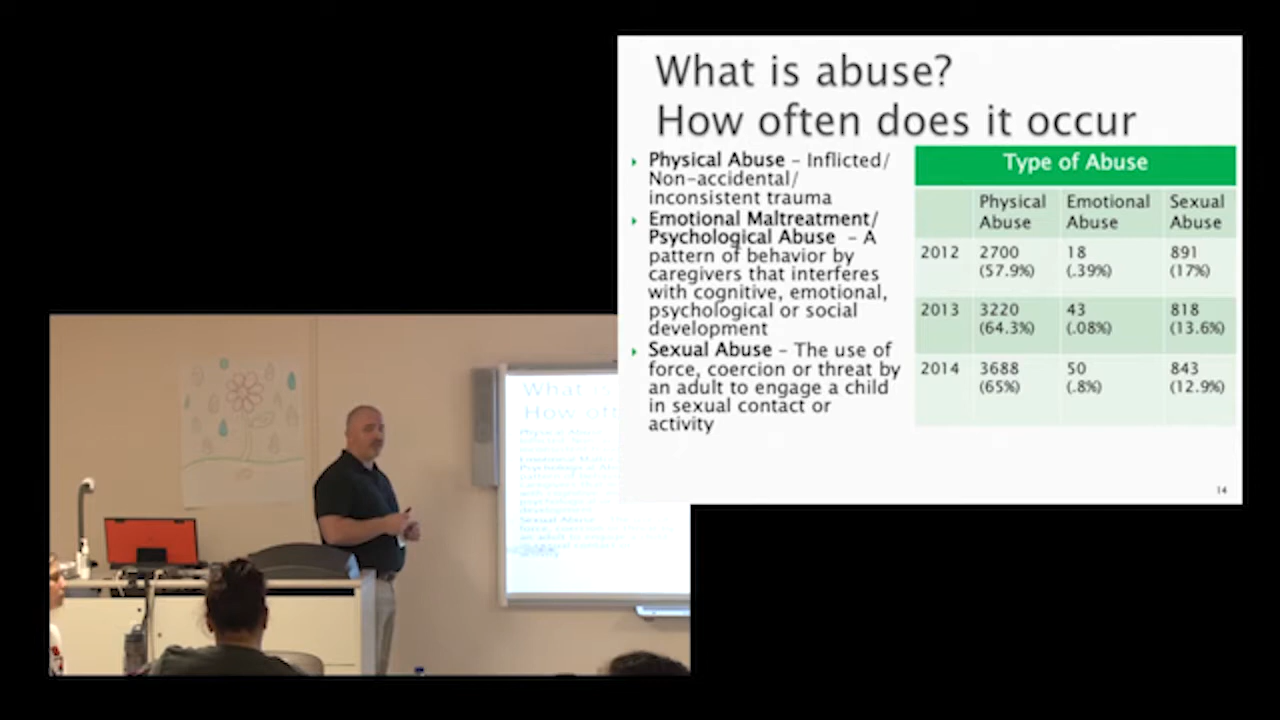 What is abuse?
How often does it occur
Physical Abuse – Inflicted/
Non-accidental/
inconsistent trauma
Emotional Maltreatment/
Psychological Abuse – A
pattern of behavior by
caregivers that interferes
with cognitive, emotional,
psychological or social
development
Sexual Abuse – The use of
force, coercion or threat by
an adult to engage a child
in sexual contact or
activity
Type of Abuse
Physical Abuse Emotional Abuse Sexual Abuse
2012 2700 (57.9%) 18 (.39%) 891 (17%)
2013 3220 (64.3%) 43 (.08%) 818 (13.6%)
2014 3688 (65%) 50 (.8%) 843 (12.9%)
14
What is
How oft